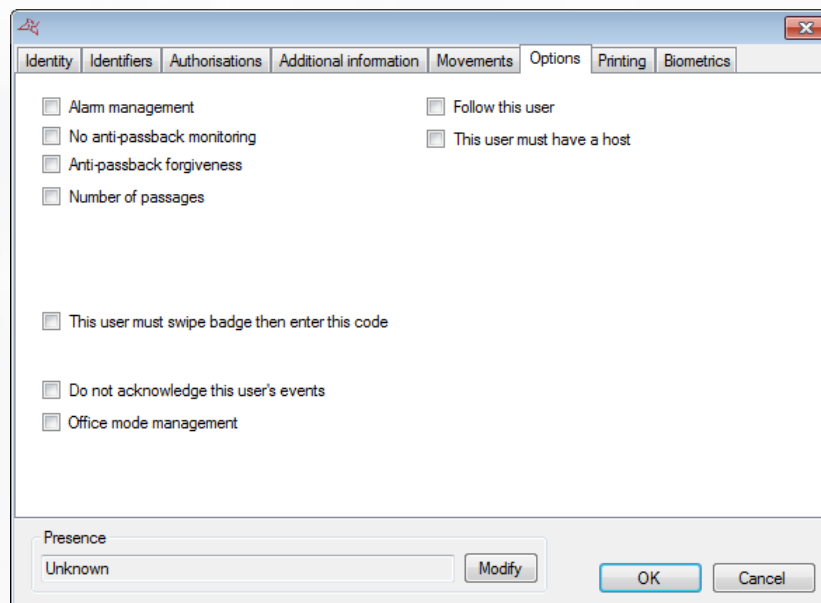 Identity Identifiers Authorisations Additional information Movements Options Printing Biometrics
Alarm management
Follow this user
No anti-passback monitoring
This user must have a host
Anti-passback forgiveness
Number of passages
This user must swipe badge then enter this code
Do not acknowledge this user's events
Office mode management
Presence
Unknown
Modify
OK
Cancel